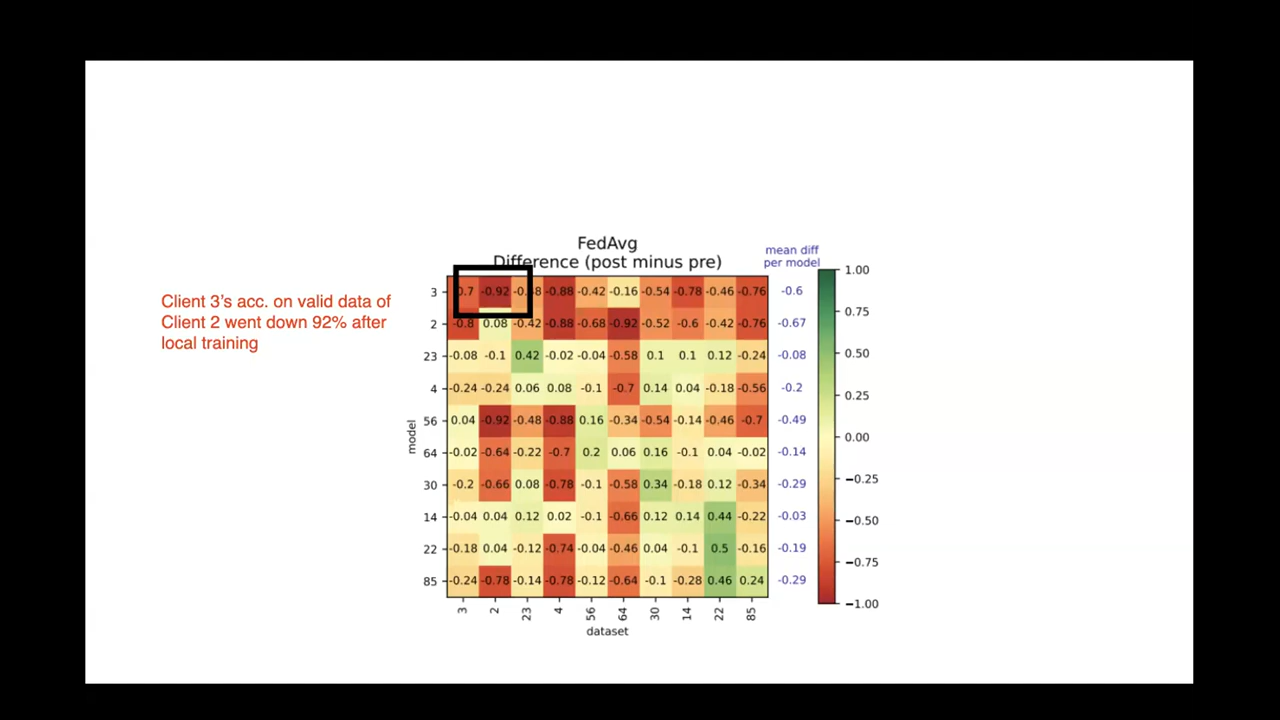 FedAvg
Difference (post minus pre)
mean diff
per model
Client 3's acc. on valid data of
Client 2 went down 92% after
local training
model
3 0.7 -0.92 -0.48 -0.88 -0.42 -0.16 -0.54 -0.78 -0.46 -0.76 -0.6
2 -0.8 0.08 -0.42 -0.88 -0.68 -0.92 -0.52 -0.6 -0.42 -0.76 -0.67
23 -0.08 -0.1 0.42 -0.02 -0.04 -0.58 0.1 0.1 0.12 -0.24 -0.08
4 -0.24 -0.24 0.06 0.08 -0.1 -0.7 0.14 0.04 -0.18 -0.56 -0.2
56 0.04 -0.92 -0.48 -0.88 0.16 -0.34 -0.54 -0.14 -0.46 -0.7 -0.49
64 -0.02 -0.64 -0.22 -0.7 0.2 0.06 0.16 -0.1 0.04 -0.02 -0.14
30 -0.2 -0.66 0.08 -0.78 -0.1 -0.58 0.34 -0.18 0.12 -0.34 -0.29
14 -0.04 0.04 0.12 0.02 -0.1 -0.66 0.12 0.14 0.44 -0.22 -0.03
22 -0.18 0.04 -0.12 -0.74 -0.04 -0.46 0.04 -0.1 0.5 -0.16 -0.19
85 -0.24 -0.78 -0.14 -0.78 -0.12 -0.64 -0.1 -0.28 0.46 0.24 -0.29
3 2 23 4 56 64 30 14 22 85
dataset
1.00
0.75
0.50
0.25
0.00
−0.25
−0.50
−0.75
−1.00